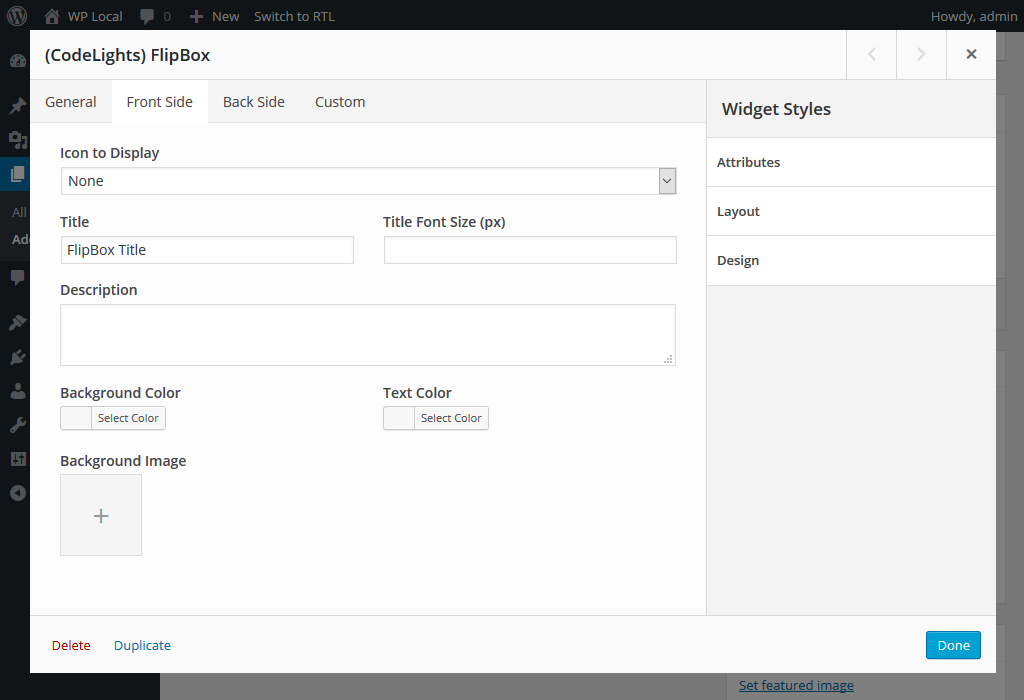 WP Local 0 New Switch to RTL Howdy, admin
(CodeLights) FlipBox
General Front Side Back Side Custom
Widget Styles
Icon to Display
None
Attributes
Title Title Font Size (px)
FlipBox Title
Layout
Description
Design
Background Color Text Color
Select Color Select Color
Background Image
All
Ad
Delete Duplicate
Done
Set featured image